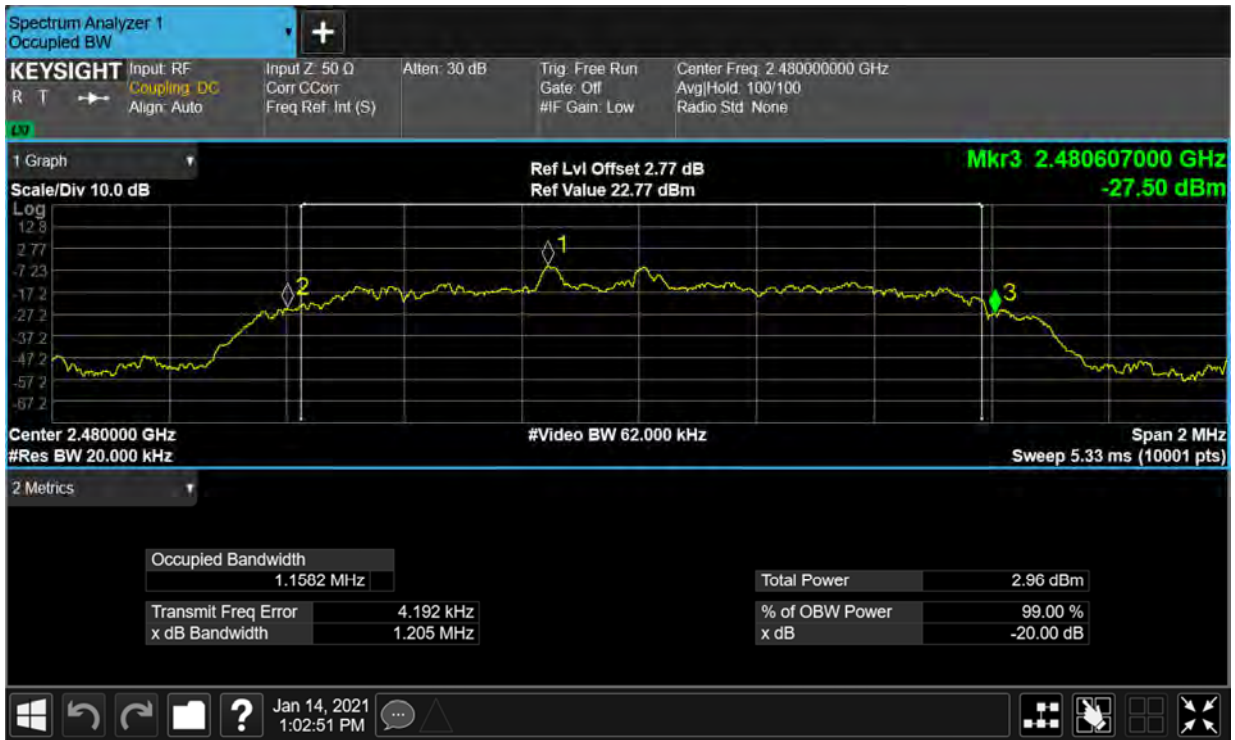 Spectrum Analyzer 1
Occupied BW
+
KEYSIGHT
R T
LXI
Input: RF
Coupling: DC
Align: Auto
Input Z: 50 Ω
Corr CCorr
Freq Ref: Int (S)
Atten: 30 dB
Trig: Free Run
Gate: Off
#IF Gain: Low
Center Freq: 2.480000000 GHz
Avg|Hold: 100/100
Radio Std: None
1 Graph
Scale/Div 10.0 dB
Ref Lvl Offset 2.77 dB
Ref Value 22.77 dBm
Mkr3 2.480607000 GHz
-27.50 dBm
Log
12.8
2.77
-7.23
-17.2
-27.2
-37.2
-47.2
-57.2
-67.2
1
2
3
Center 2.480000 GHz
#Res BW 20.000 kHz
#Video BW 62.000 kHz
Span 2 MHz
Sweep 5.33 ms (10001 pts)
2 Metrics
Occupied Bandwidth
1.1582 MHz
Transmit Freq Error 4.192 kHz
x dB Bandwidth 1.205 MHz
Total Power 2.96 dBm
% of OBW Power 99.00 %
x dB -20.00 dB
?
Jan 14, 2021
1:02:51 PM